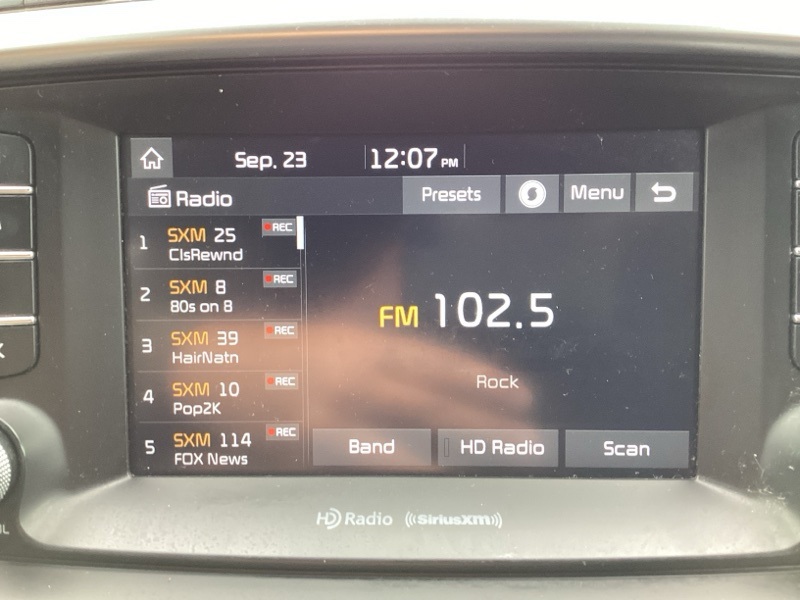 Sep. 23
12:07 PM
Radio
Presets
Menu
1 SXM 25 REC
ClsRewnd
2 SXM 8 REC
80s on 8
3 SXM 39 REC
HairNatn
4 SXM 10 REC
Pop2K
5 SXM 114 REC
FOX News
FM 102.5
Rock
Band
HD Radio
Scan
HD Radio
((SiriusXM))